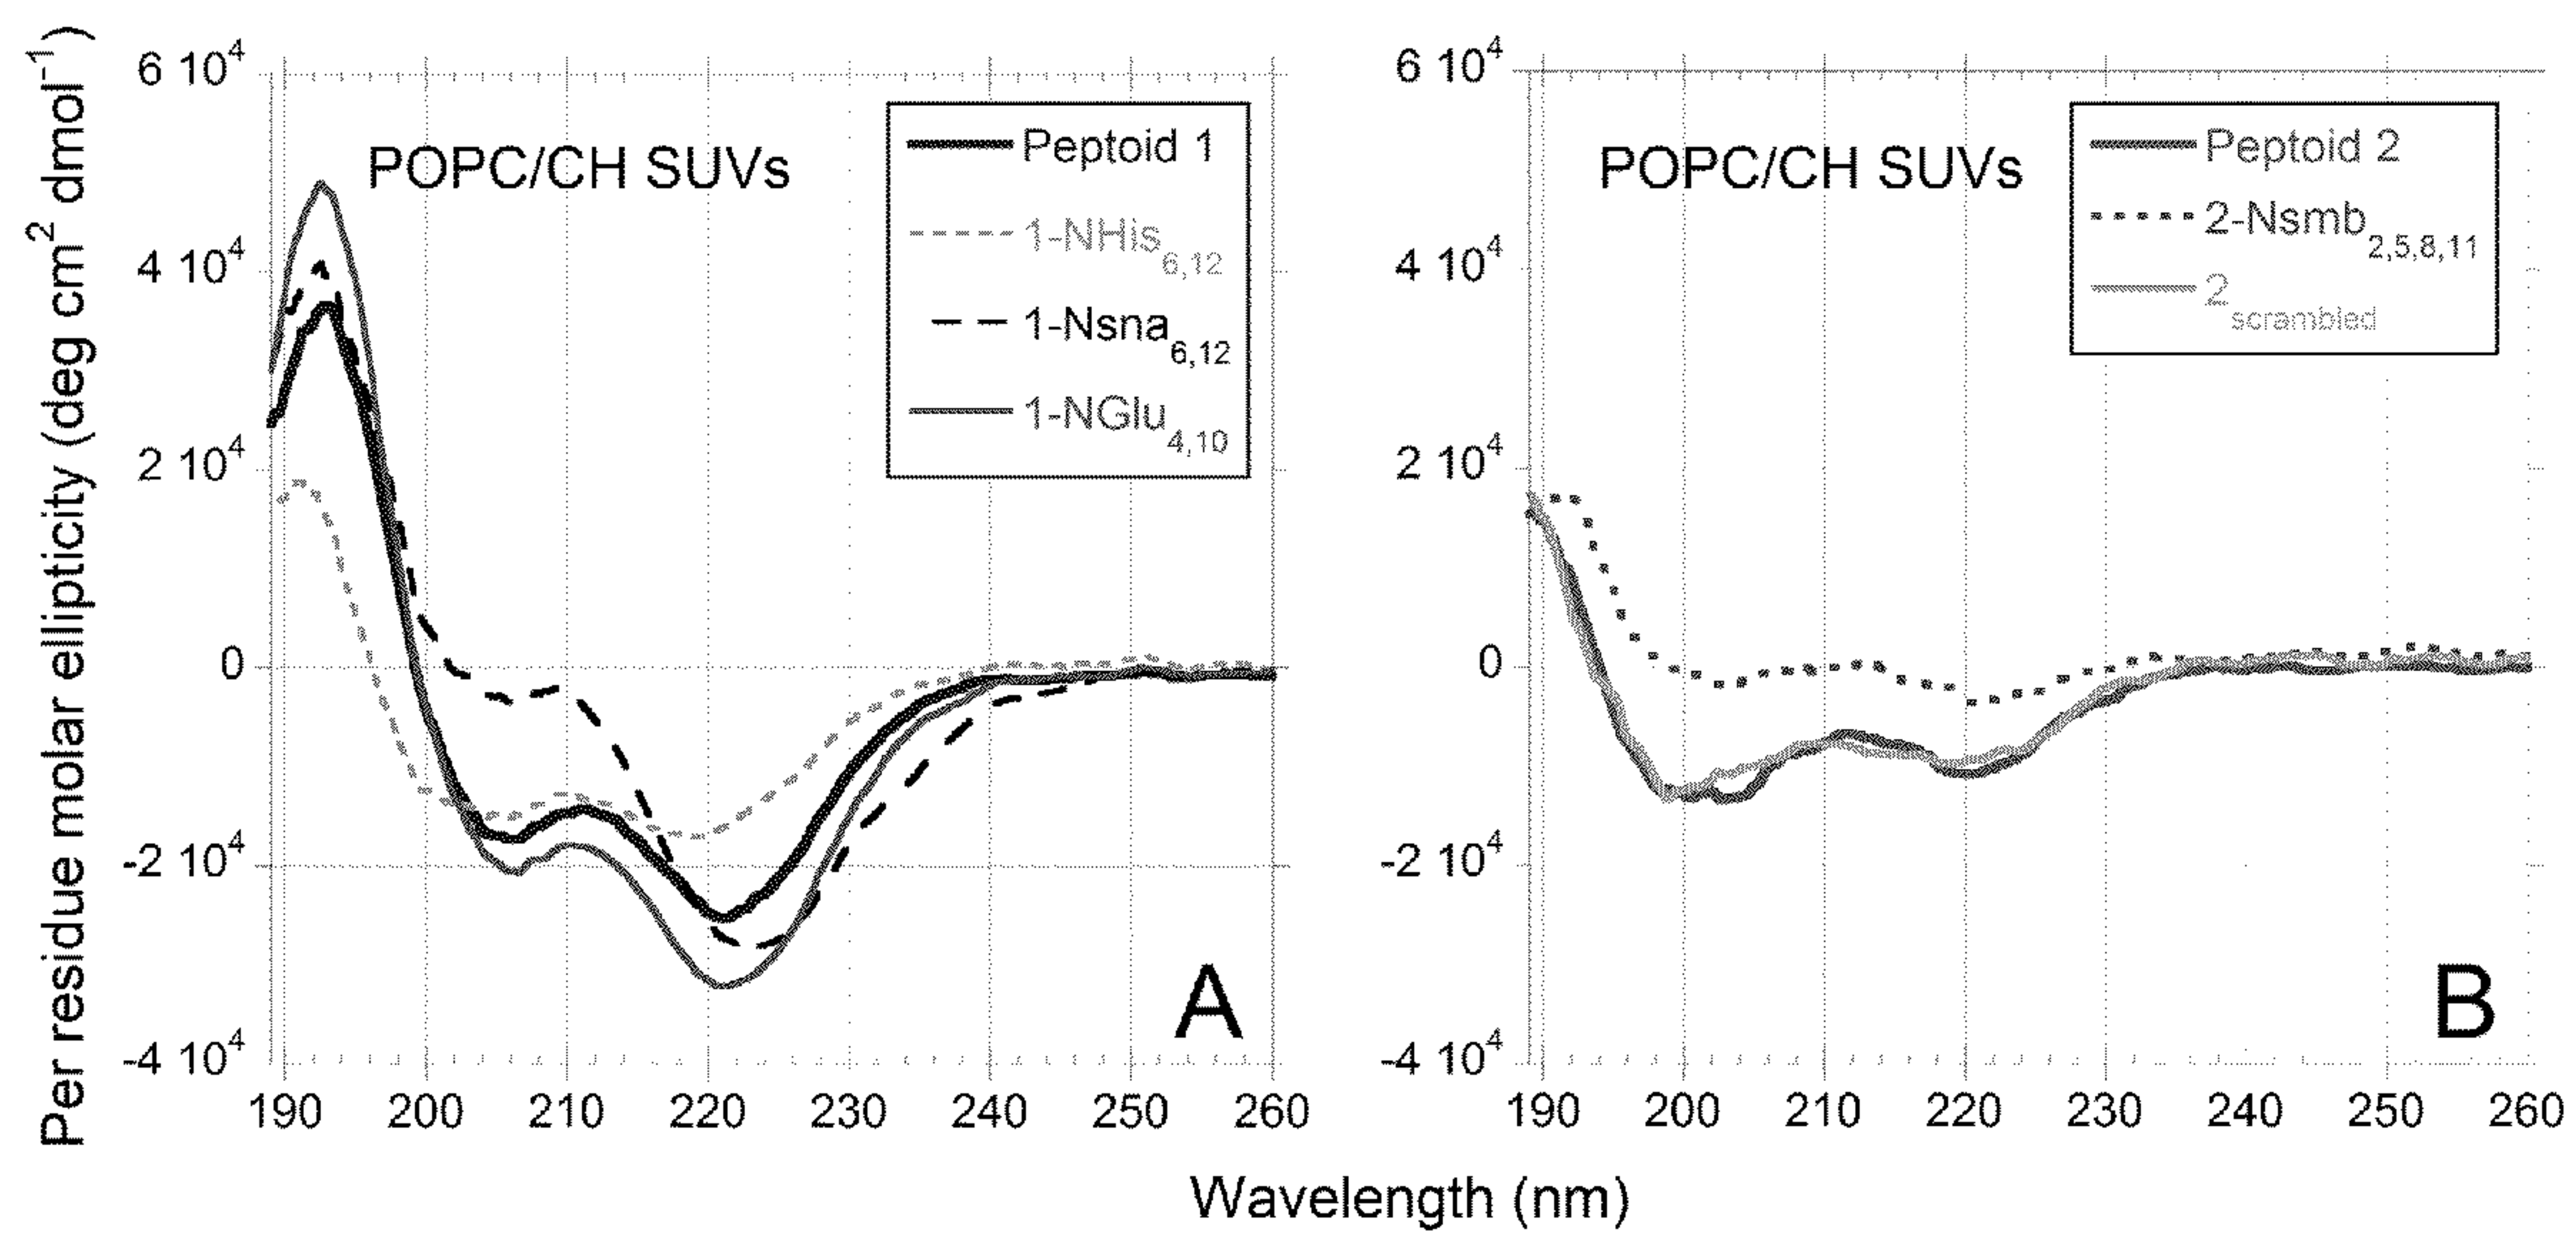 Per residue molar ellipticity (deg cm² dmol⁻¹)
6 10⁴
4 10⁴
2 10⁴
0
-2 10⁴
-4 10⁴
POPC/CH SUVs
Peptoid 1
1-NHis₆,₁₂
1-Nsna₆,₁₂
1-NGlu₄,₁₀
A
190 200 210 220 230 240 250 260
6 10⁴
4 10⁴
2 10⁴
0
-2 10⁴
-4 10⁴
POPC/CH SUVs
Peptoid 2
2-Nsmb₂,₅,₈,₁₁
2scrambled
B
190 200 210 220 230 240 250 260
Wavelength (nm)